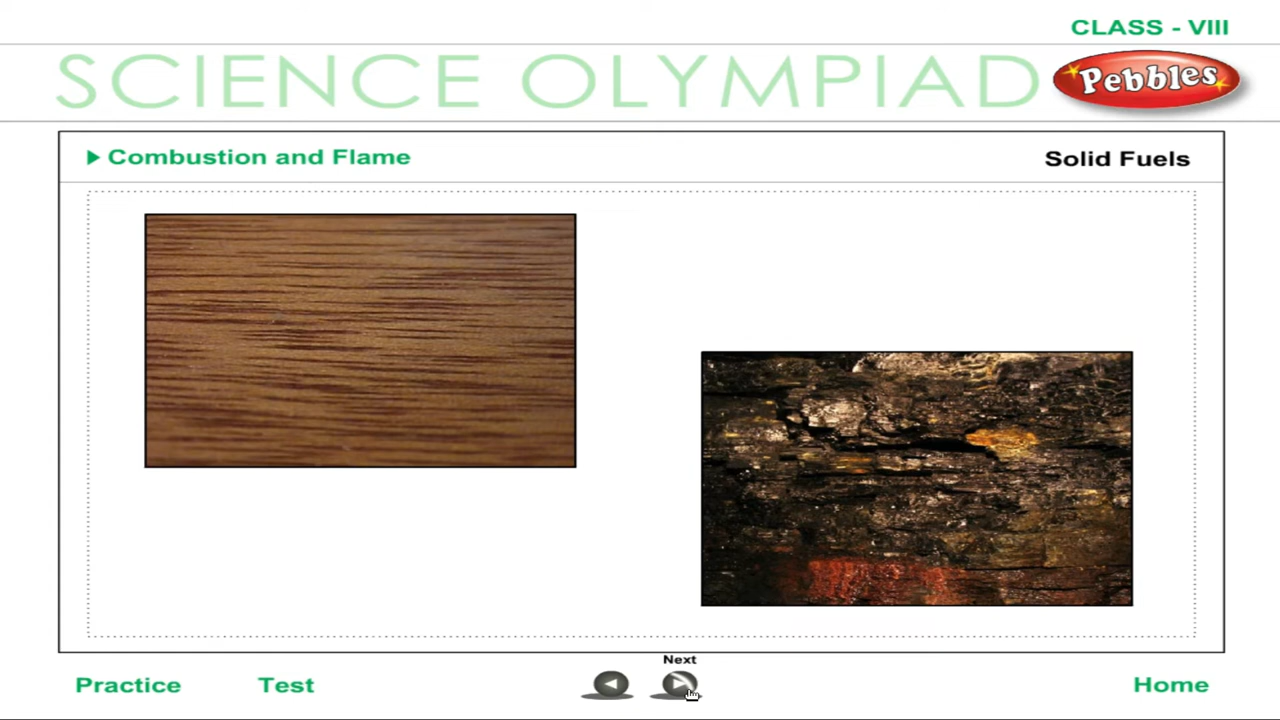 CLASS - VIII
SCIENCE OLYMPIAD
Pebbles
Combustion and Flame
Solid Fuels
Next
Practice
Test
Home